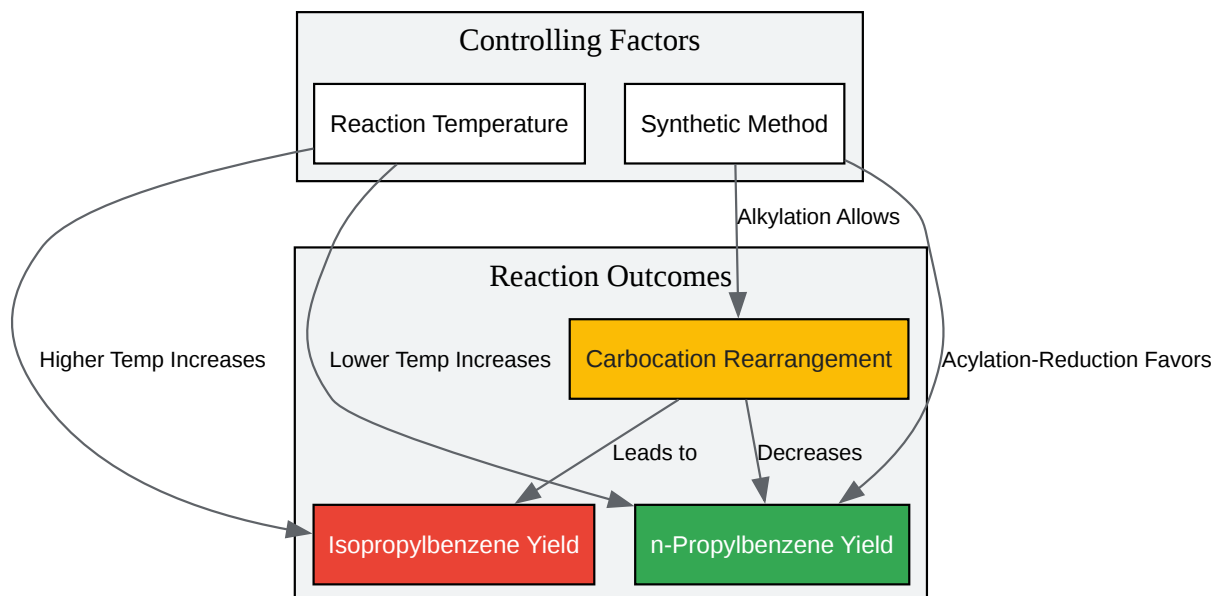 Controlling Factors
Reaction Temperature
Synthetic Method
Alkylation Allows
Reaction Outcomes
Higher Temp Increases
Lower Temp Increases
Carbocation Rearrangement
Acylation-Reduction Favors
Leads to
Decreases
Isopropylbenzene Yield
n-Propylbenzene Yield